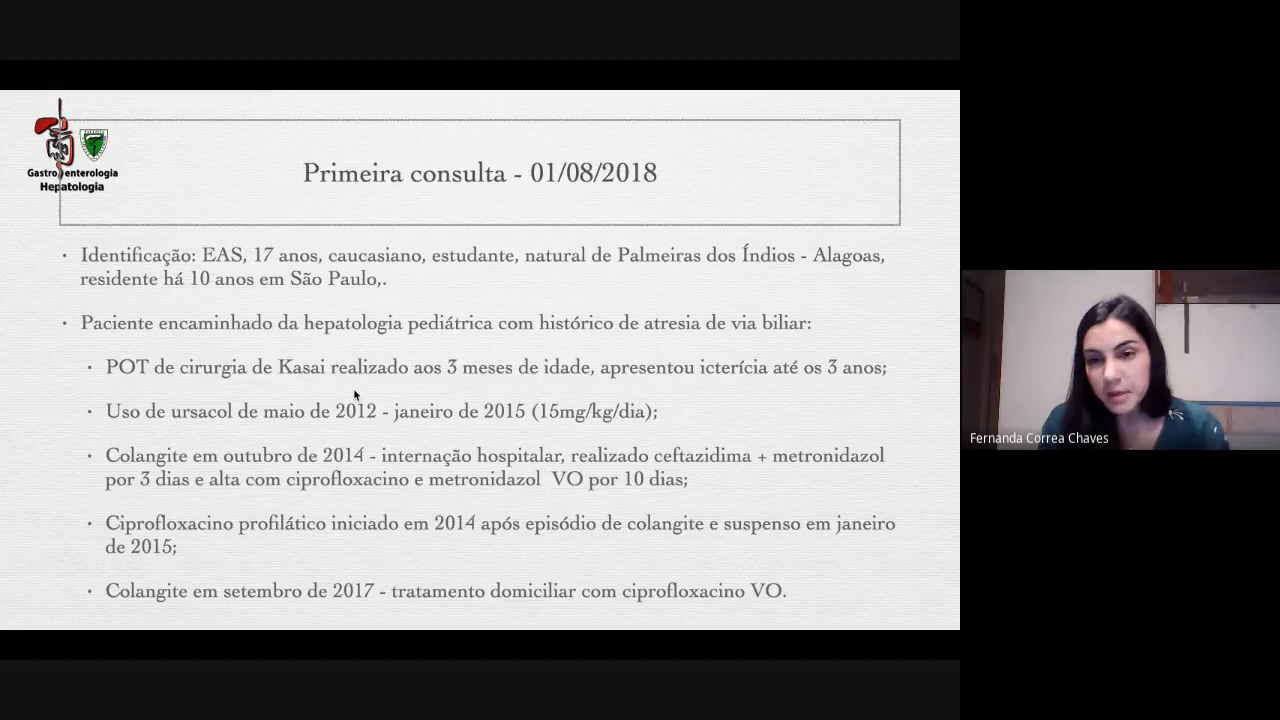 Gastroenterologia
Hepatologia
Primeira consulta - 01/08/2018
• Identificação: EAS, 17 anos, caucasiano, estudante, natural de Palmeiras dos Índios - Alagoas,
residente há 10 anos em São Paulo,.
• Paciente encaminhado da hepatologia pediátrica com histórico de atresia de via biliar:
• POT de cirurgia de Kasai realizado aos 3 meses de idade, apresentou icterícia até os 3 anos;
• Uso de ursacol de maio de 2012 - janeiro de 2015 (15mg/kg/dia);
• Colangite em outubro de 2014 - internação hospitalar, realizado ceftazidima + metronidazol
por 3 dias e alta com ciprofloxacino e metronidazol VO por 10 dias;
• Ciprofloxacino profilático iniciado em 2014 após episódio de colangite e suspenso em janeiro
de 2015;
• Colangite em setembro de 2017 - tratamento domiciliar com ciprofloxacino VO.
Fernanda Correa Chaves